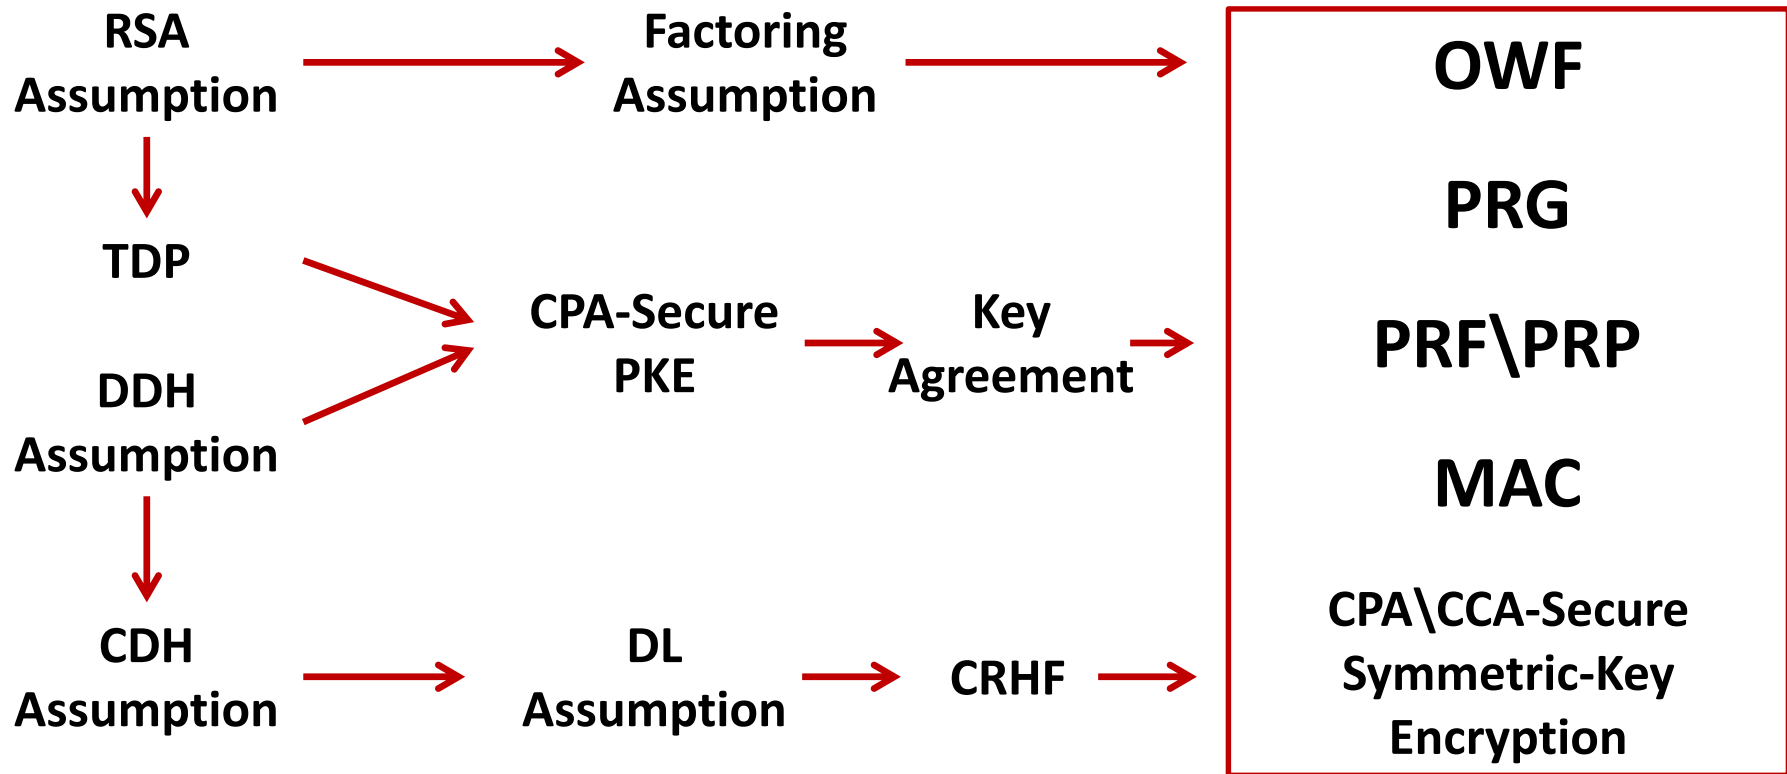 RSA
Assumption
Factoring
Assumption
OWF
PRG
TDP
CPA-Secure
PKE
Key
Agreement
PRF\PRP
DDH
Assumption
MAC
CDH
Assumption
DL
Assumption
CRHF
CPA\CCA-Secure
Symmetric-Key
Encryption